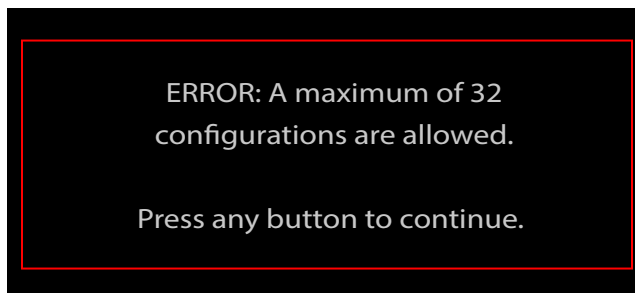 ERROR: A maximum of 32
configurations are allowed.
Press any button to continue.